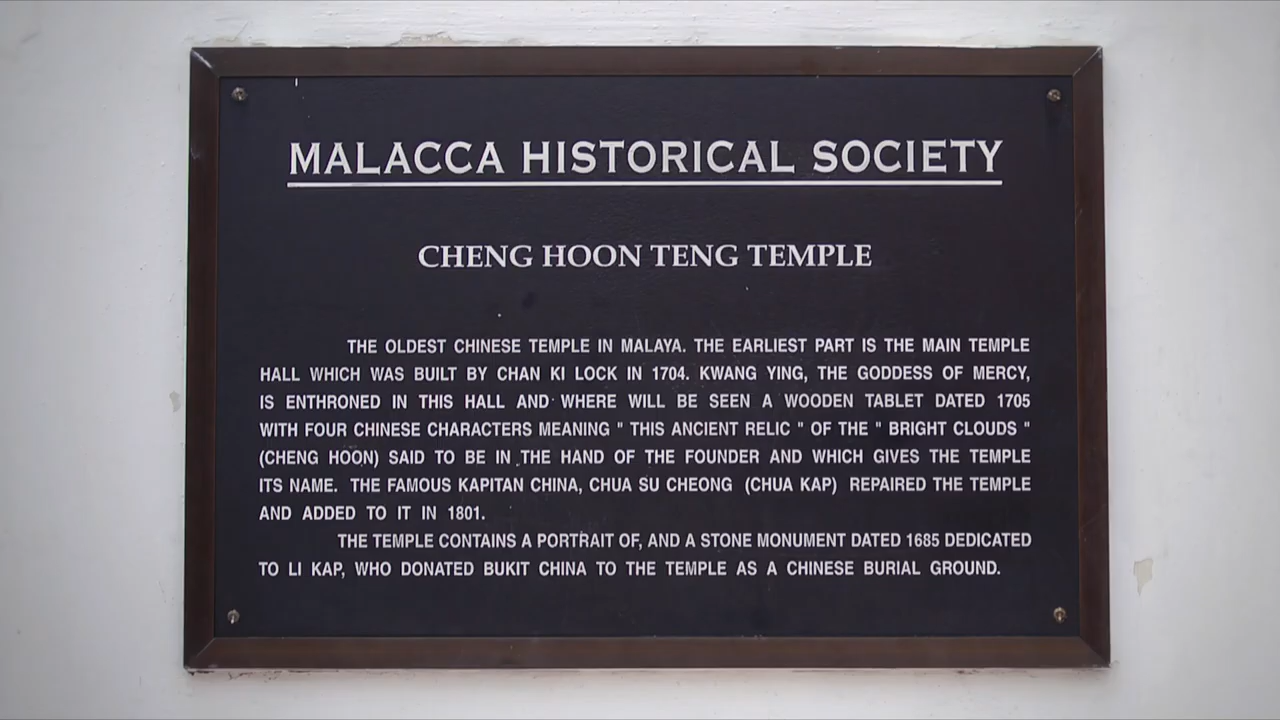 MALACCA HISTORICAL SOCIETY
CHENG HOON TENG TEMPLE
THE OLDEST CHINESE TEMPLE IN MALAYA. THE EARLIEST PART IS THE MAIN TEMPLE
HALL WHICH WAS BUILT BY CHAN KI LOCK IN 1704. KWANG YING, THE GODDESS OF MERCY,
IS ENTHRONED IN THIS HALL AND WHERE WILL BE SEEN A WOODEN TABLET DATED 1705
WITH FOUR CHINESE CHARACTERS MEANING " THIS ANCIENT RELIC " OF THE " BRIGHT CLOUDS "
(CHENG HOON) SAID TO BE IN THE HAND OF THE FOUNDER AND WHICH GIVES THE TEMPLE
ITS NAME. THE FAMOUS KAPITAN CHINA, CHUA SU CHEONG (CHUA KAP) REPAIRED THE TEMPLE
AND ADDED TO IT IN 1801.
THE TEMPLE CONTAINS A PORTRAIT OF, AND A STONE MONUMENT DATED 1685 DEDICATED
TO LI KAP, WHO DONATED BUKIT CHINA TO THE TEMPLE AS A CHINESE BURIAL GROUND.